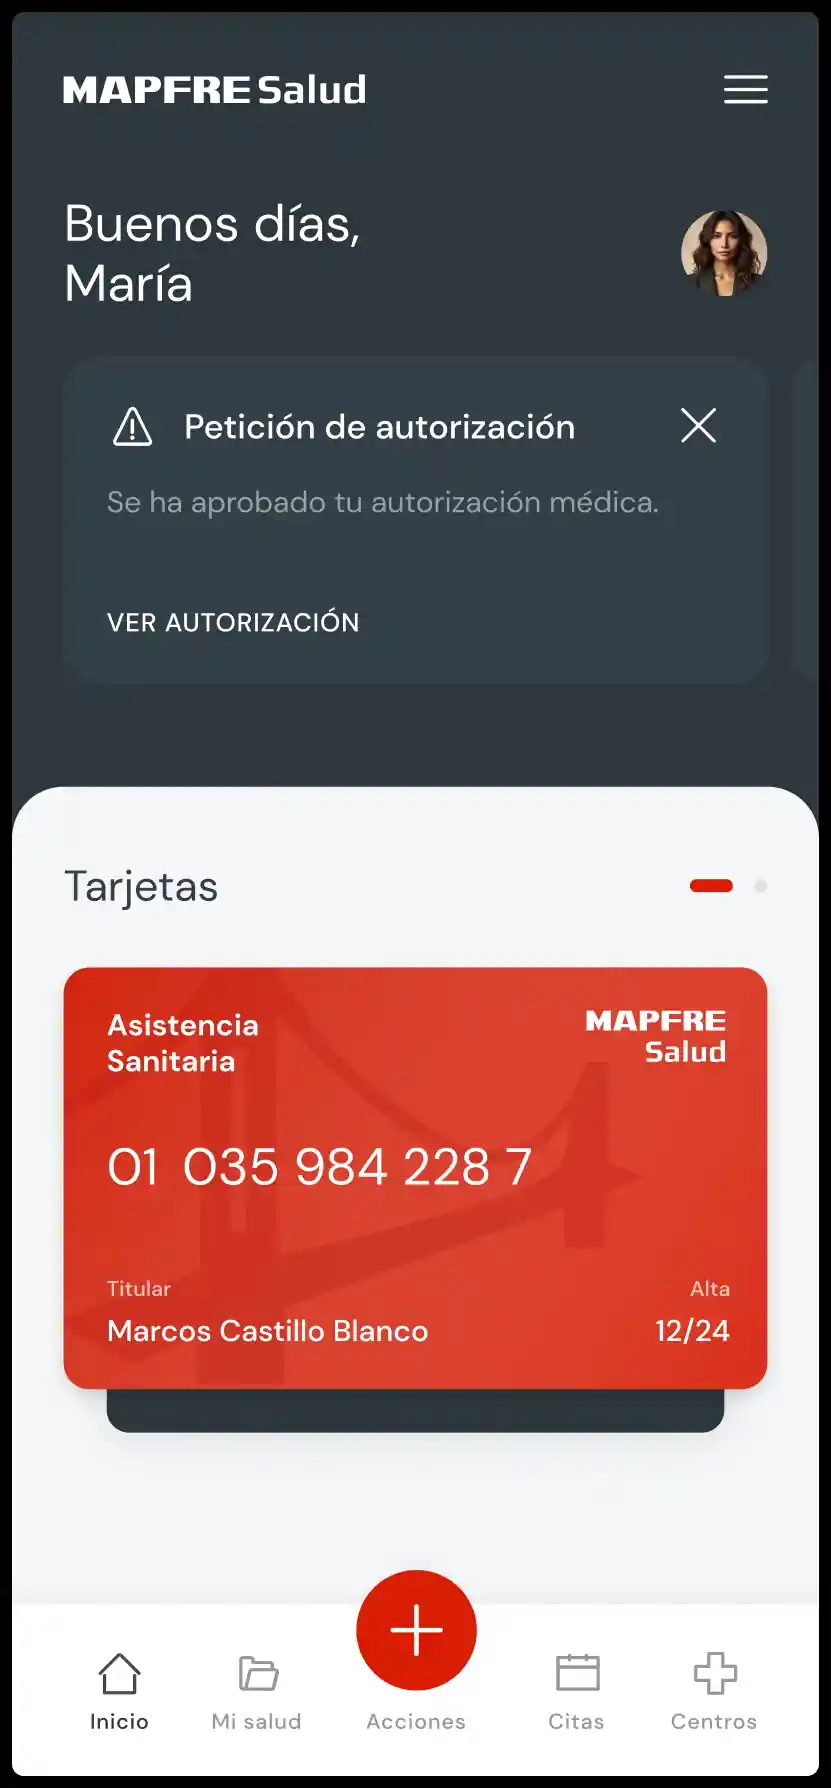 MAPFRE Salud
Buenos días,
María
Petición de autorización
Se ha aprobado tu autorización médica.
VER AUTORIZACIÓN
Tarjetas
Asistencia
Sanitaria
MAPFRE
Salud
01 035 984 228 7
Titular
Marcos Castillo Blanco
Alta
12/24
Inicio
Mi salud
Acciones
Citas
Centros